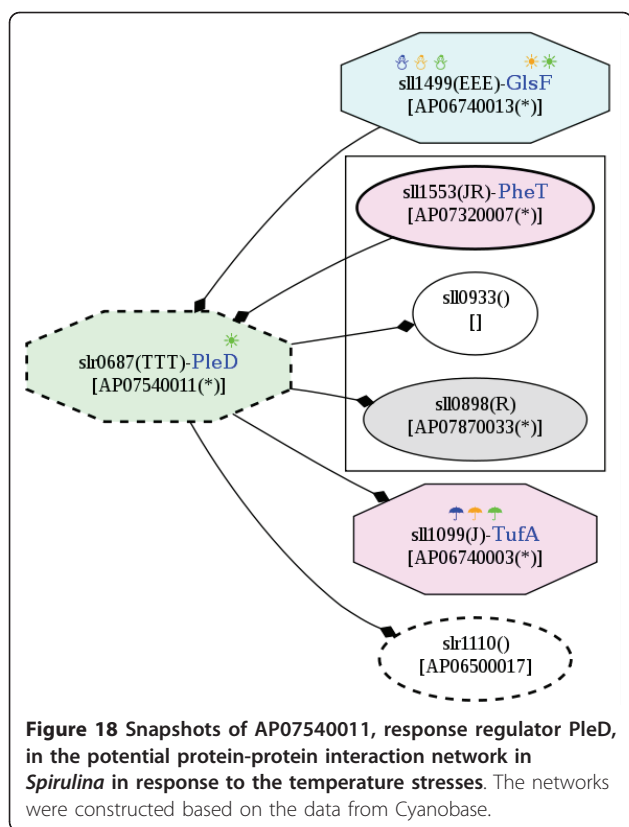 sll1499(EEE)-GlsF
[AP06740013(*)]
sll1553(JR)-PheT
[AP07320007(*)]
sll0933()
[]
slr0687(TTT)-PleD
[AP07540011(*)]
sll0898(R)
[AP07870033(*)]
sll1099(J)-TufA
[AP06740003(*)]
slr1110()
[AP06500017]
Figure 18 Snapshots of AP07540011, response regulator PleD,
in the potential protein-protein interaction network in
Spirulina in response to the temperature stresses. The networks
were constructed based on the data from Cyanobase.